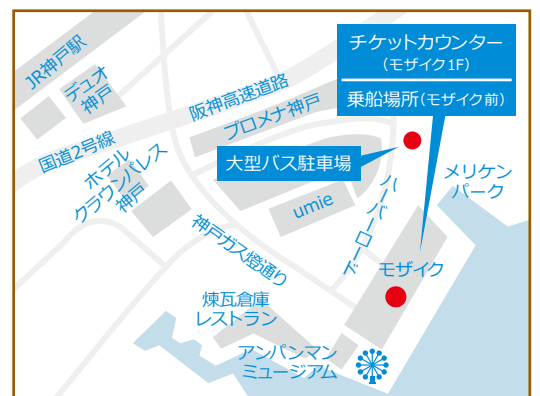 チケットカウンター
（モザイク1F）
乗船場所（モザイク前）
JR神戸駅
デュオ
神戸
阪神高速道路
プロメナ神戸
国道2号線
大型バス駐車場
ホテル
クラウンパレス
神戸
メリケン
パーク
umie
ハーバーロード
神戸ガス燈通り
モザイク
煉瓦倉庫
レストラン
アンパンマン
ミュージアム